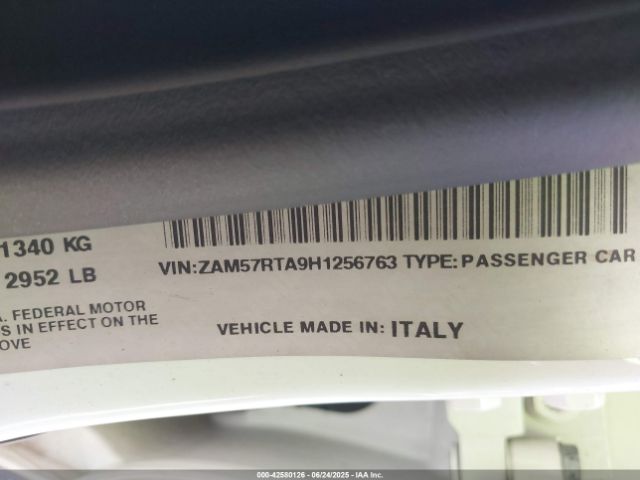 1340 KG
2952 LB
VIN:ZAM57RTA9H1256763 TYPE:PASSENGER CAR
A. FEDERAL MOTOR
S IN EFFECT ON THE
OVE
VEHICLE MADE IN: ITALY
000-42580126 - 06/24/2025 - IAA Inc.